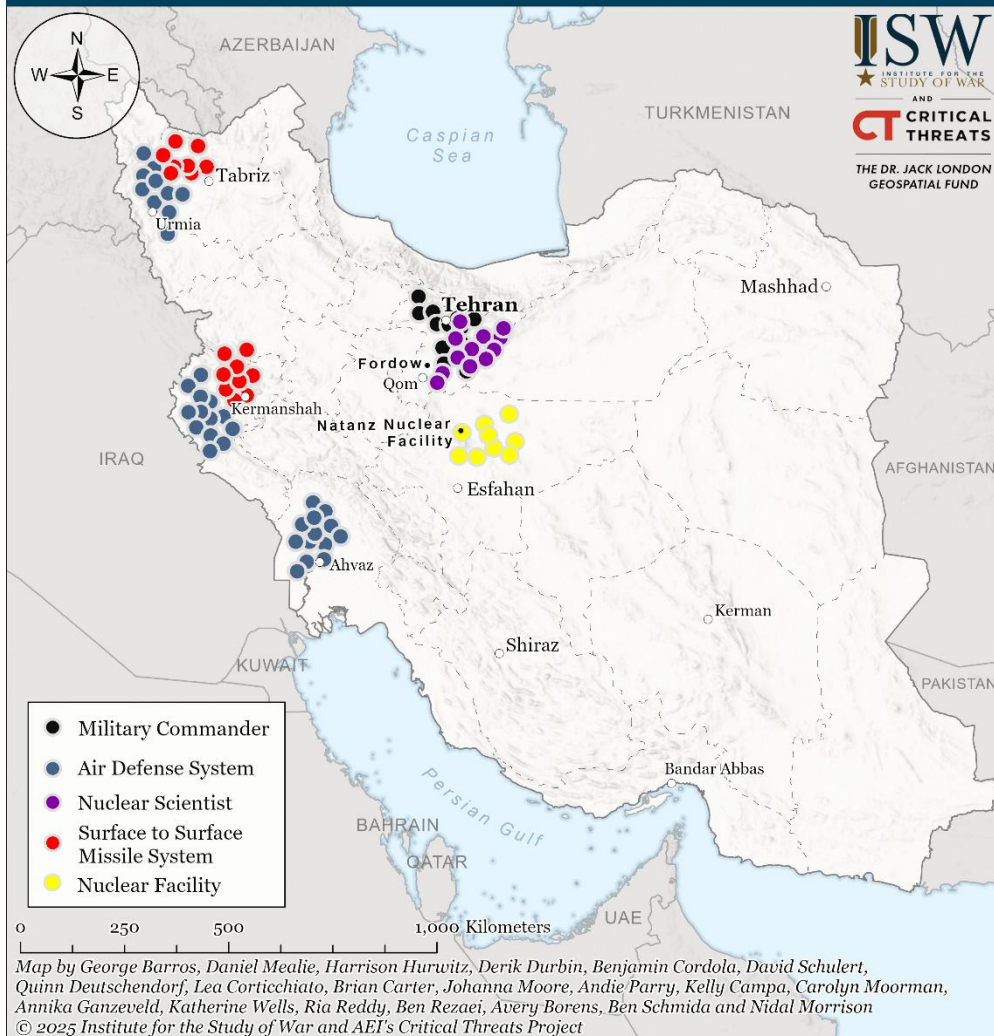 N
W E
S
AZERBAIJAN
ISW
INSTITUTE FOR THE
STUDY OF WAR
AND
CT CRITICAL
THREATS
THE DR. JACK LONDON
GEOSPATIAL FUND
TURKMENISTAN
Caspian
Sea
Tabriz
Urmia
Mashhad
Tehran
Fordow
Qom
Kermanshah
Natanz Nuclear
Facility
IRAQ
AFGHANISTAN
Esfahan
Ahvaz
Kerman
Shiraz
KUWAIT
PAKISTAN
Military Commander
Air Defense System
Nuclear Scientist
Surface to Surface
Missile System
Nuclear Facility
Bandar Abbas
Persian Gulf
BAHRAIN
QATAR
UAE
0 250 500 1,000 Kilometers
Map by George Barros, Daniel Mealie, Harrison Hurwitz, Derik Durbin, Benjamin Cordola, David Schulert,
Quinn Deutschendorf, Lea Corticchiato, Brian Carter, Johanna Moore, Andie Parry, Kelly Campa, Carolyn Moorman,
Annika Ganzeveld, Katherine Wells, Ria Reddy, Ben Rezaei, Avery Borens, Ben Schmida and Nidal Morrison
© 2025 Institute for the Study of War and AEI's Critical Threats Project